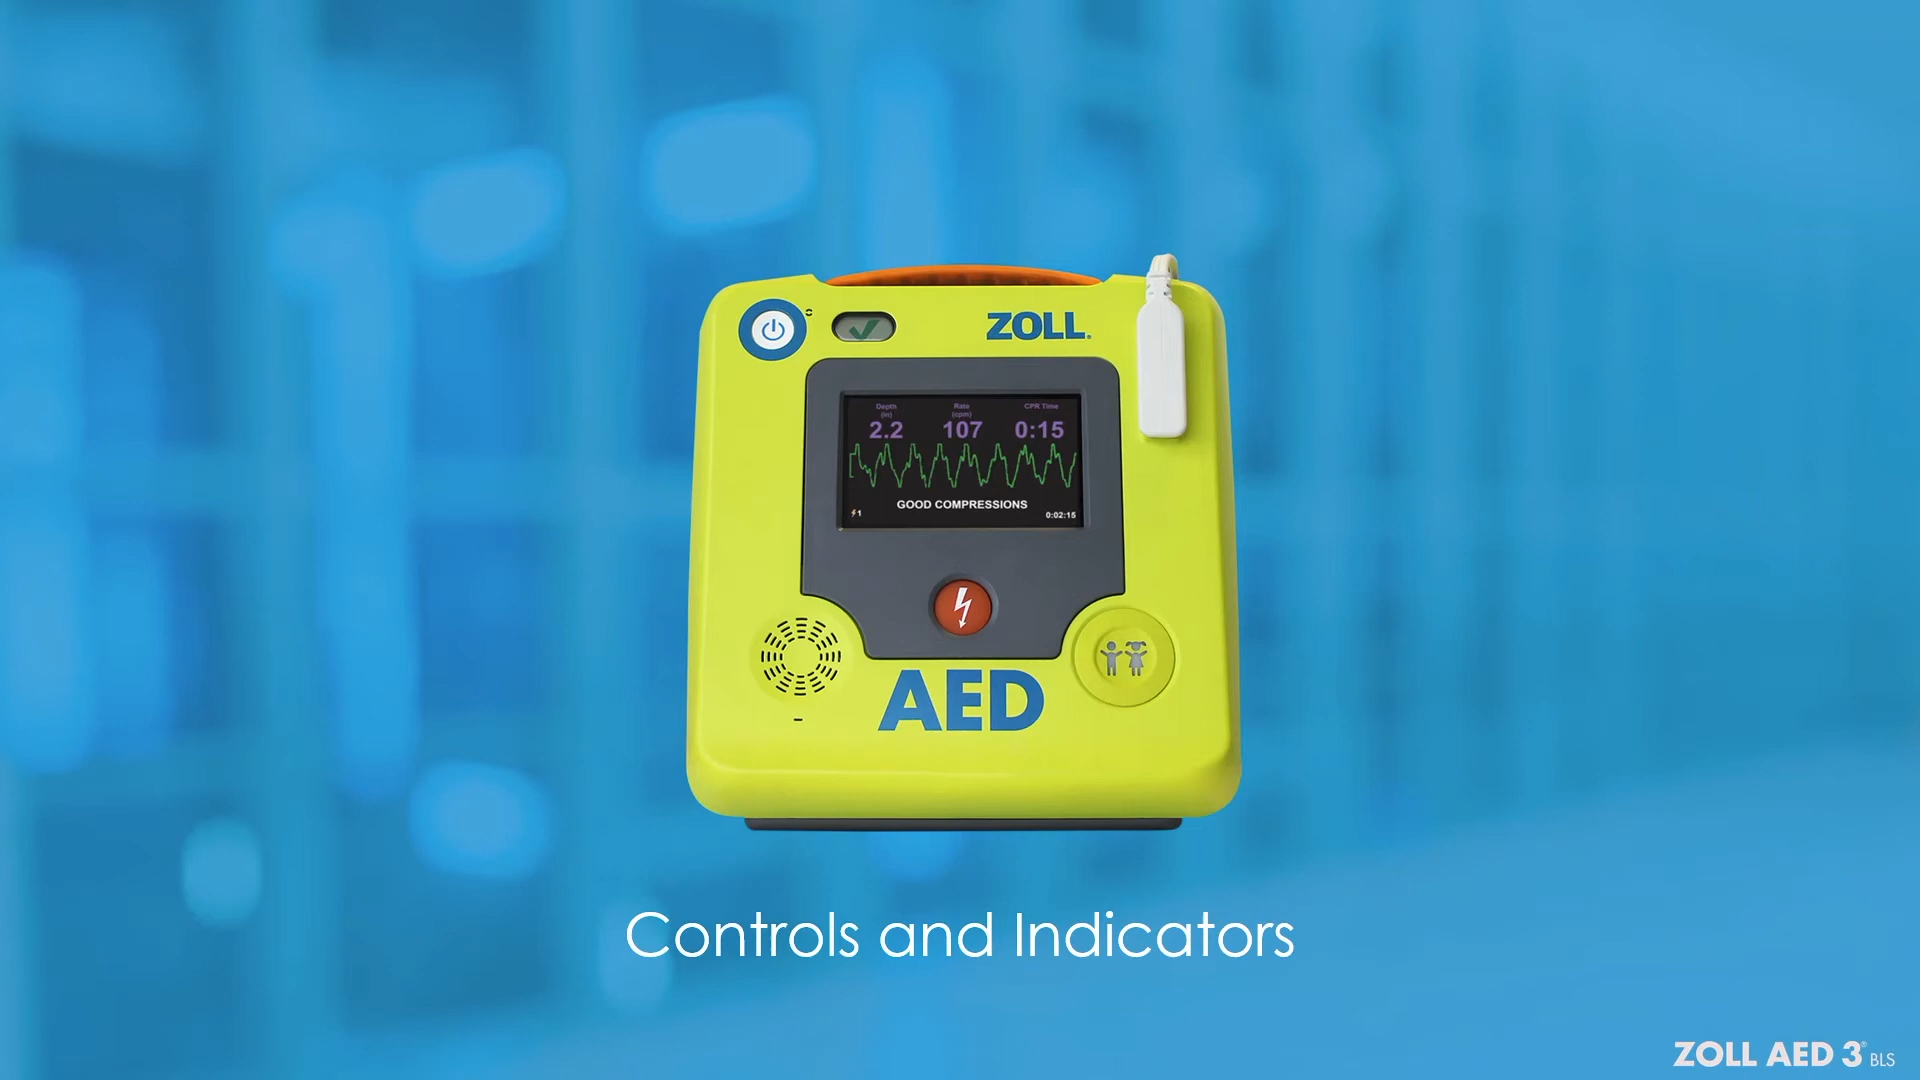 ZOLL®
Depth Rate CPR Time
(in) (cpm)
2.2 107 0:15
GOOD COMPRESSIONS
1 0:02:15
AED
Controls and Indicators
ZOLL AED 3® BLS